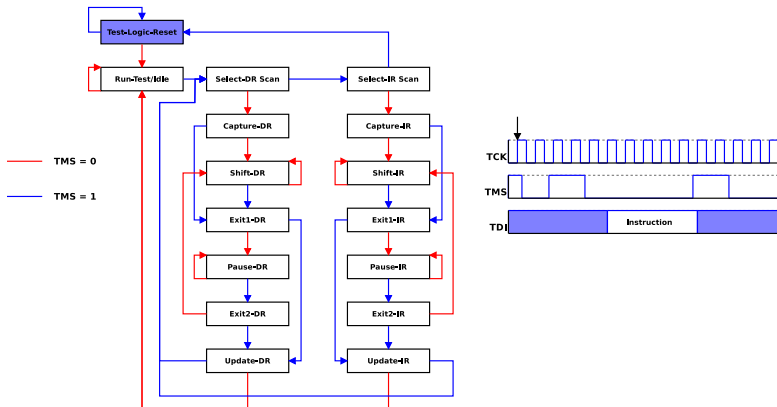 Test-Logic-Reset
Run-Test/Idle
Select-DR Scan
Select-IR Scan
Capture-DR
Capture-IR
Shift-DR
Shift-IR
Exit1-DR
Exit1-IR
Pause-DR
Pause-IR
Exit2-DR
Exit2-IR
Update-DR
Update-IR
TMS = 0
TMS = 1
TCK
TMS
TDI
Instruction